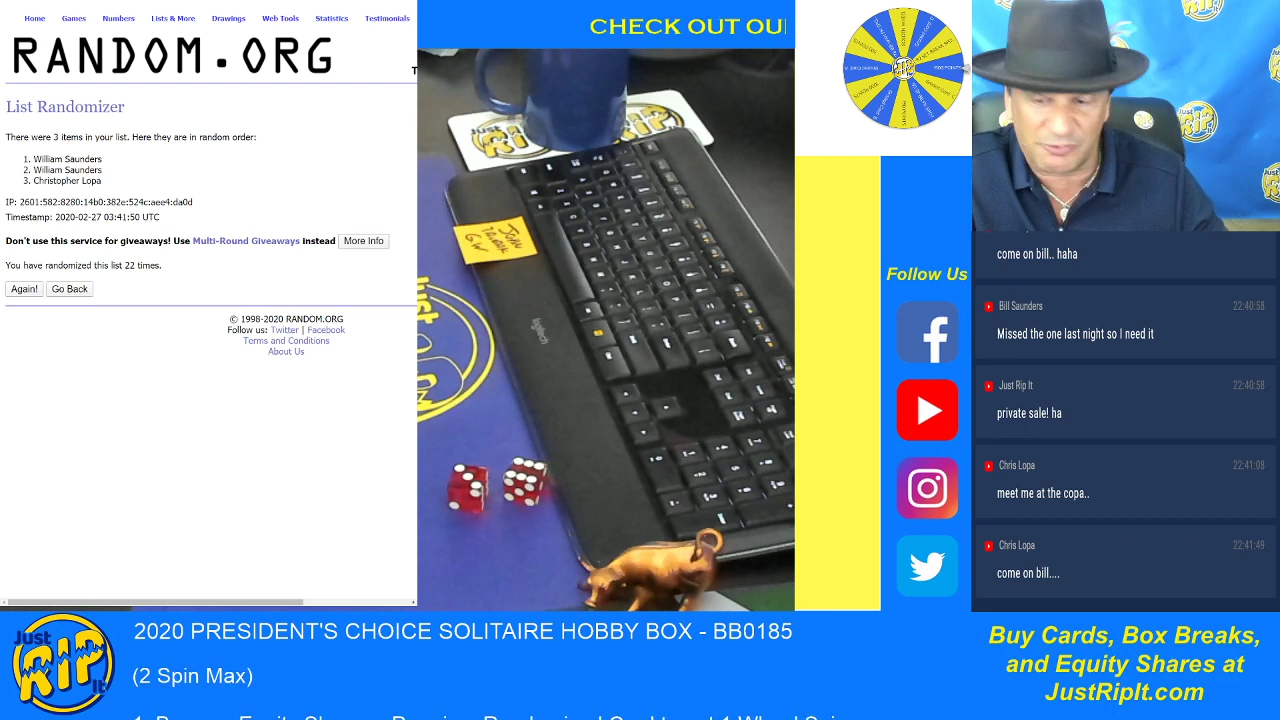 Home Games Numbers Lists & More Drawings Web Tools Statistics Testimonials
RANDOM.ORG
T
List Randomizer
There were 3 items in your list. Here they are in random order:
1. William Saunders
2. William Saunders
3. Christopher Lopa
IP: 2601:582:8280:14b0:382e:524c:aee4:da0d
Timestamp: 2020-02-27 03:41:50 UTC
Don't use this service for giveaways! Use Multi-Round Giveaways instead More Info
You have randomized this list 22 times.
Again! Go Back
© 1998-2020 RANDOM.ORG
Follow us: Twitter | Facebook
Terms and Conditions
About Us
CHECK OUT OU
Just RIP It
logitech
Follow Us
come on bill.. haha
Bill Saunders 22:40:58
Missed the one last night so I need it
Just Rip It 22:40:58
private sale! ha
Chris Lopa 22:41:08
meet me at the copa..
Chris Lopa 22:41:49
come on bill....
Just RIP It
2020 PRESIDENT'S CHOICE SOLITAIRE HOBBY BOX - BB0185
(2 Spin Max)
Buy Cards, Box Breaks,
and Equity Shares at
JustRipIt.com